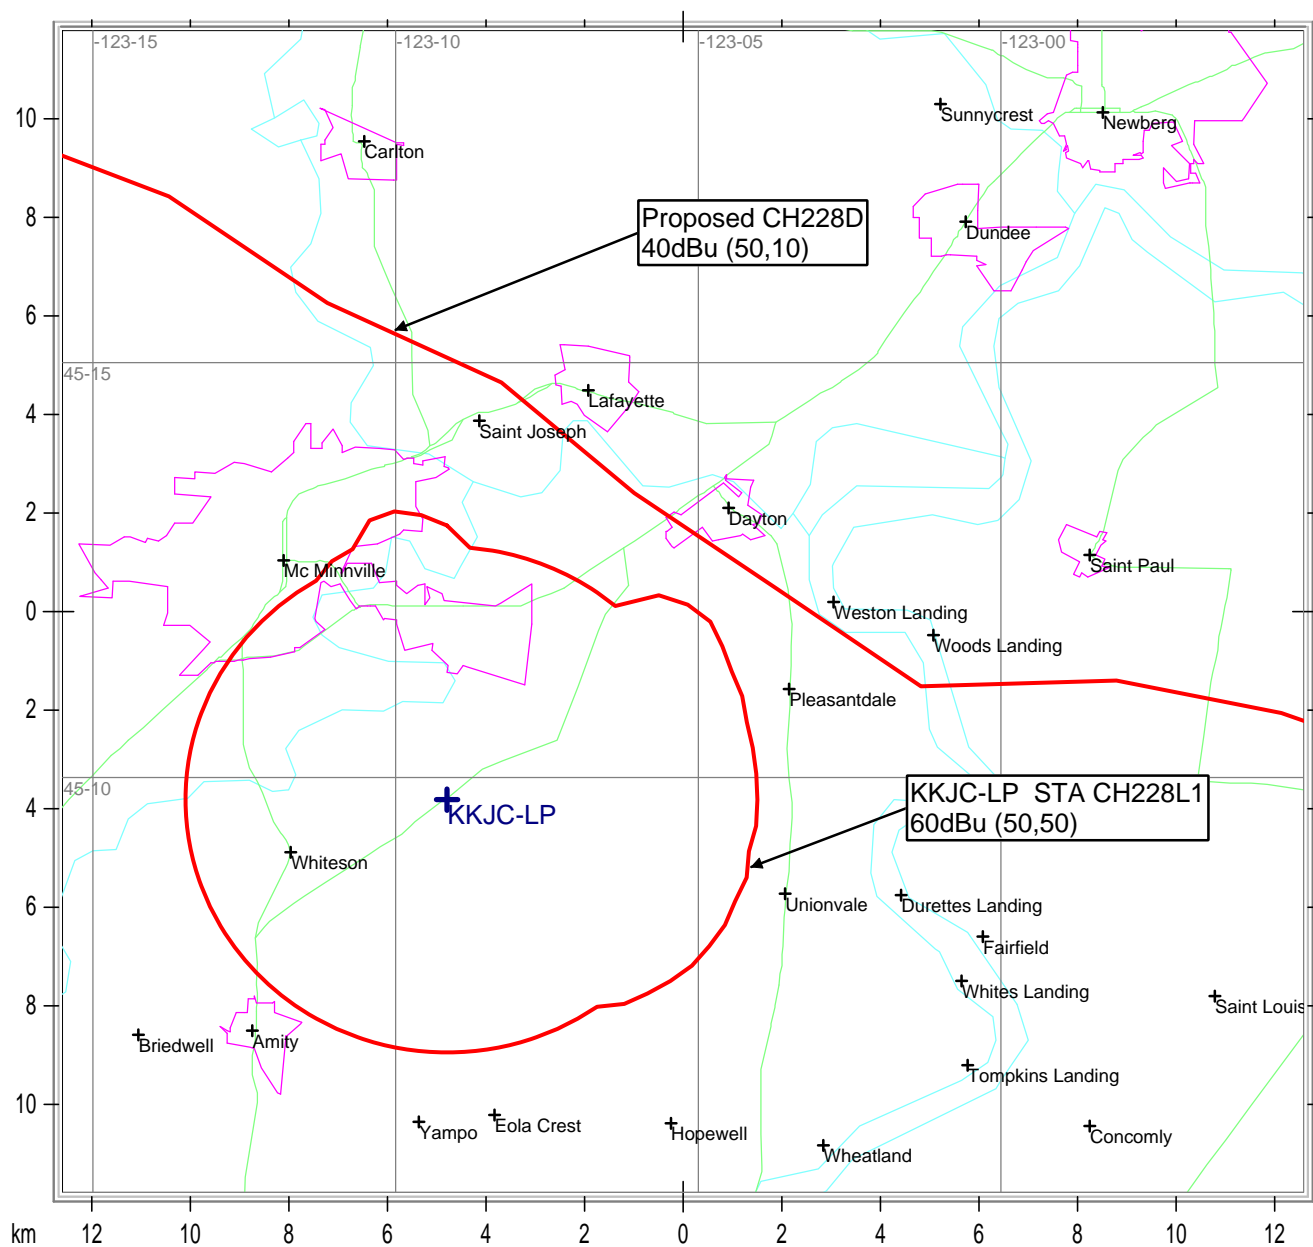 -123-15
-123-10
-123-05
-123-00
Sunnycrest
Newberg
10
Carlton
Proposed CH228D
40dBu (50,10)
8
Dundee
6
45-15
Lafayette
4
Saint Joseph
2
Dayton
Mc Minnville
Saint Paul
0
Weston Landing
Woods Landing
2
Pleasantdale
45-10
KKJC-LP STA CH228L1
60dBu (50,50)
4
KKJC-LP
Whiteson
6
Unionvale
Durettes Landing
Fairfield
Whites Landing
8
Saint Louis
Briedwell
Amity
Tompkins Landing
10
Yampo
Eola Crest
Hopewell
Concomly
Wheatland
km
12
10
8
6
4
2
0
2
4
6
8
10
12